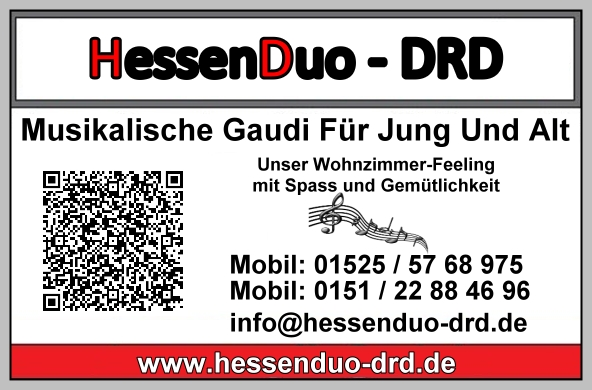 HessenDuo - DRD
Musikalische Gaudi Für Jung Und Alt
Unser Wohnzimmer-Feeling
mit Spass und Gemütlichkeit
Mobil: 01525 / 57 68 975
Mobil: 0151 / 22 88 46 96
info@hessenduo-drd.de
www.hessenduo-drd.de